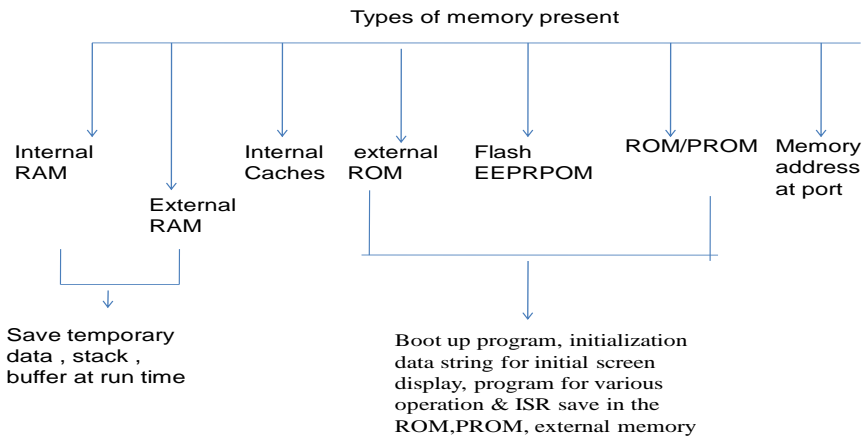 Types of memory present
Internal
RAM
External
RAM
Internal
Caches
external
ROM
Flash
EEPRPOM
ROM/PROM
Memory
address
at port
Save temporary
data , stack ,
buffer at run time
Boot up program, initialization
data string for initial screen
display, program for various
operation & ISR save in the
ROM,PROM, external memory